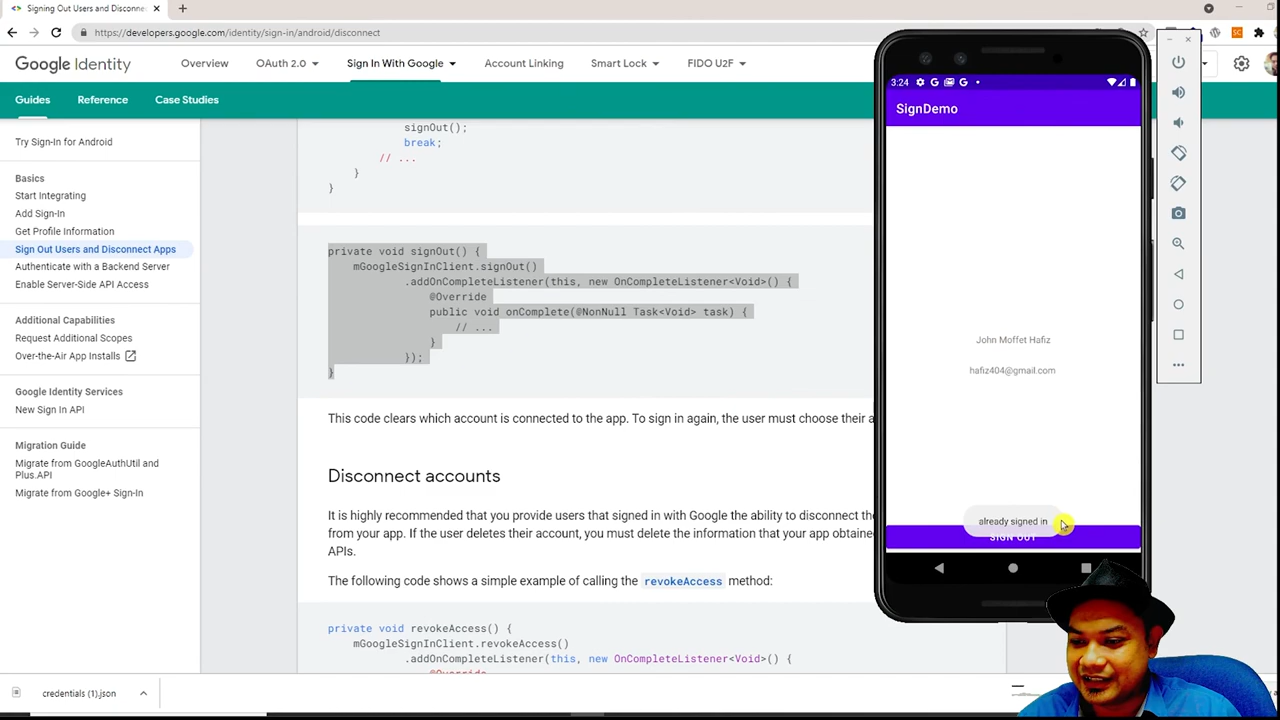 Signing Out Users and Disconne
https://developers.google.com/identity/sign-in/android/disconnect
Google Identity
Overview
OAuth 2.0
Sign In With Google
Account Linking
Smart Lock
FIDO U2F
Guides
Reference
Case Studies
Try Sign-In for Android
Basics
Start Integrating
Add Sign-In
Get Profile Information
Sign Out Users and Disconnect Apps
Authenticate with a Backend Server
Enable Server-Side API Access
Additional Capabilities
Request Additional Scopes
Over-the-Air App Installs
Google Identity Services
New Sign In API
Migration Guide
Migrate from GoogleAuthUtil and
Plus.API
Migrate from Google+ Sign-In
signOut();
break;
// ...
}
}
private void signOut() {
mGoogleSignInClient.signOut()
.addOnCompleteListener(this, new OnCompleteListener<Void>() {
@Override
public void onComplete(@NonNull Task<Void> task) {
// ...
}
});
}
This code clears which account is connected to the app. To sign in again, the user must choose their a
Disconnect accounts
It is highly recommended that you provide users that signed in with Google the ability to disconnect the
from your app. If the user deletes their account, you must delete the information that your app obtaine
APIs.
The following code shows a simple example of calling the revokeAccess method:
private void revokeAccess() {
mGoogleSignInClient.revokeAccess()
.addOnCompleteListener(this, new OnCompleteListener<Void>() {
@Override
3:24
SignDemo
John Moffet Hafiz
hafiz404@gmail.com
already signed in
SIGN OUT
credentials (1).json